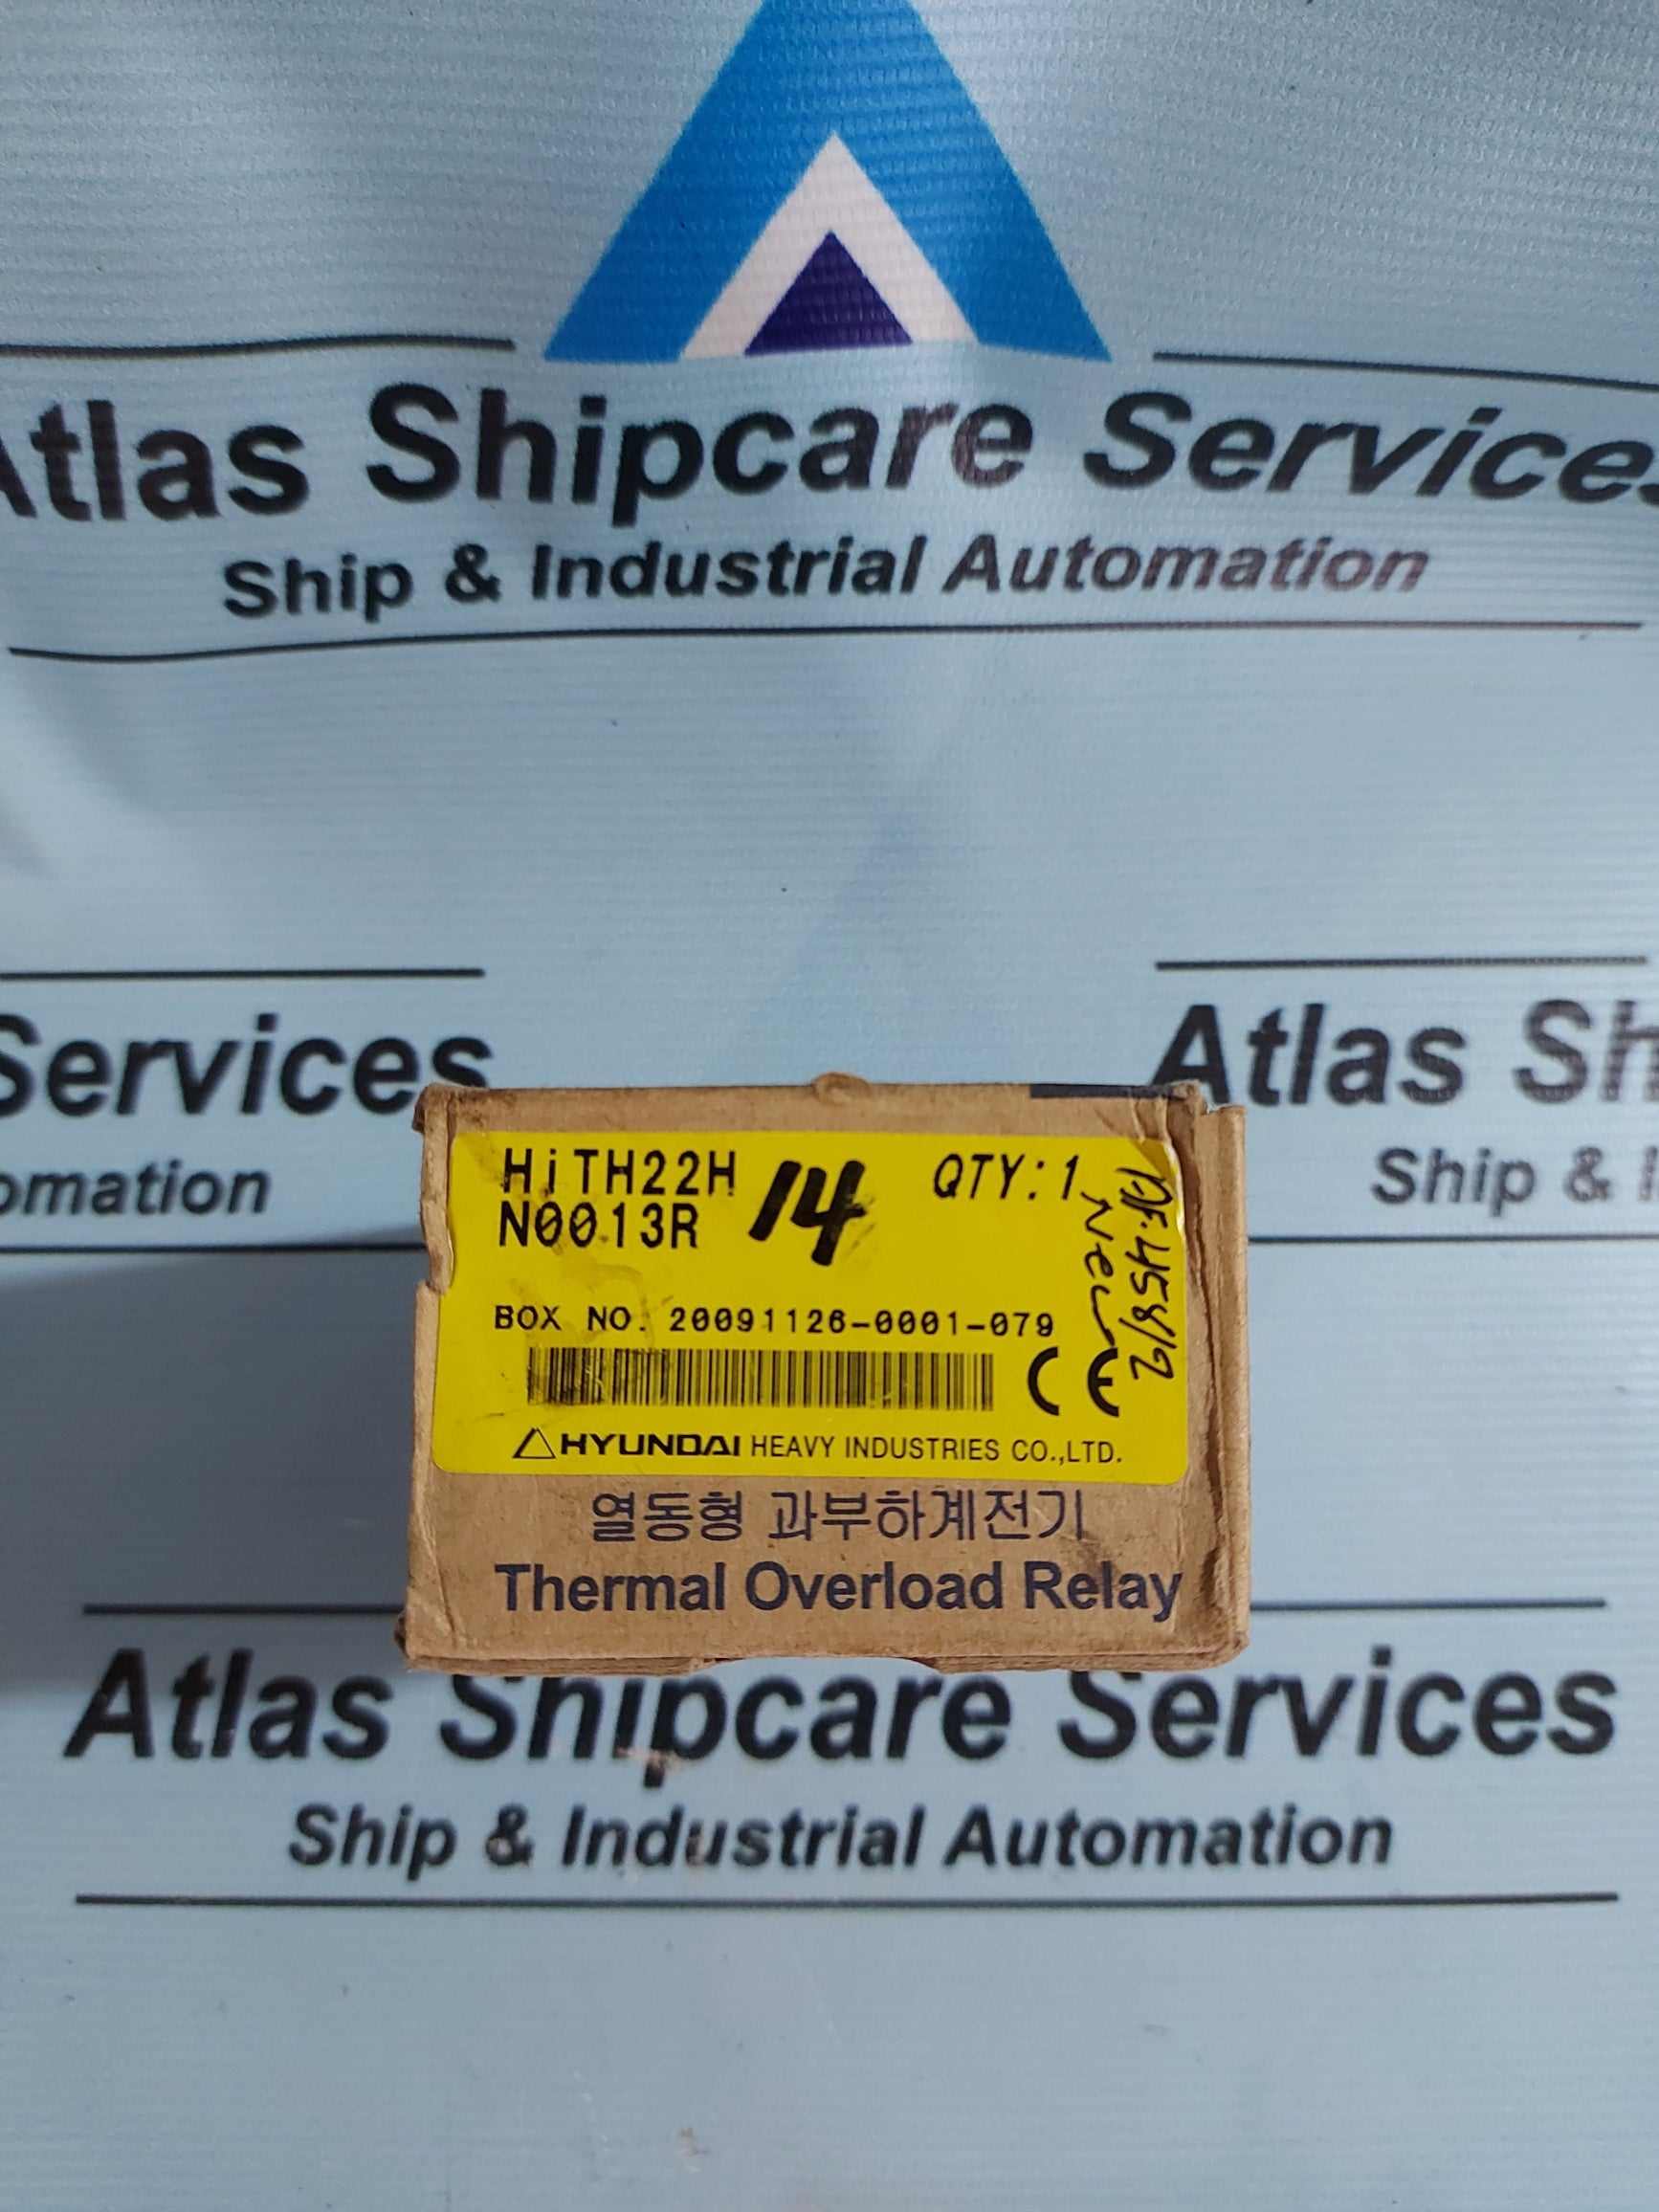 Atlas Shipcare Services
Ship & Industrial Automation
Services
omation
Atlas Sh
Ship & I
HiTH22H
N0013R
14
QTY:1
New
BOX NO. 20091126-0001-079
CE
HYUNDAI HEAVY INDUSTRIES CO.,LTD.
열동형 과부하계전기
Thermal Overload Relay
Atlas Shipcare Services
Ship & Industrial Automation